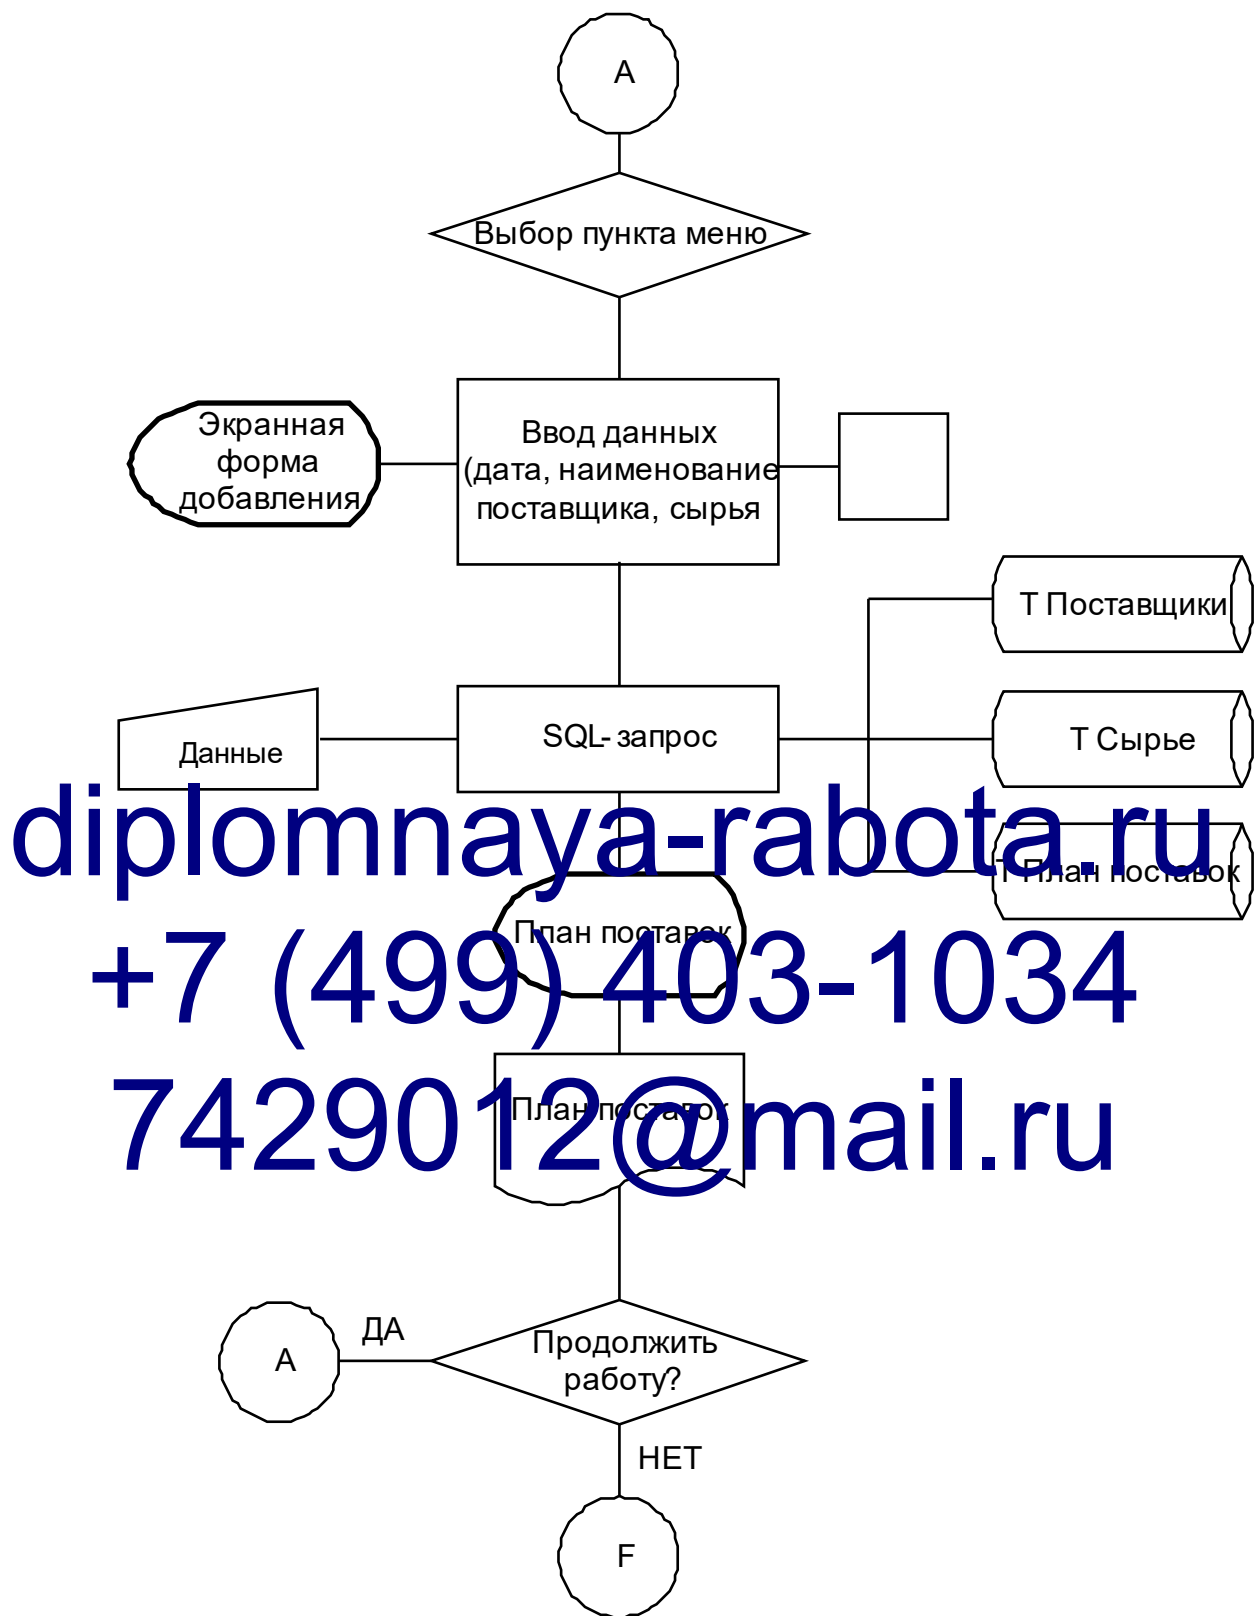 А
Выбор пункта меню
Экранная
форма
добавления
Ввод данных
(дата, наименование
поставщика, сырья
Т Поставщики
Данные
SQL-запрос
Т Сырье
diplomnaya-rabota.ru
Т План поставок
План поставок
+7 (499) 403-1034
План поставок
7429012@mail.ru
А
ДА
Продолжить
работу?
НЕТ
F